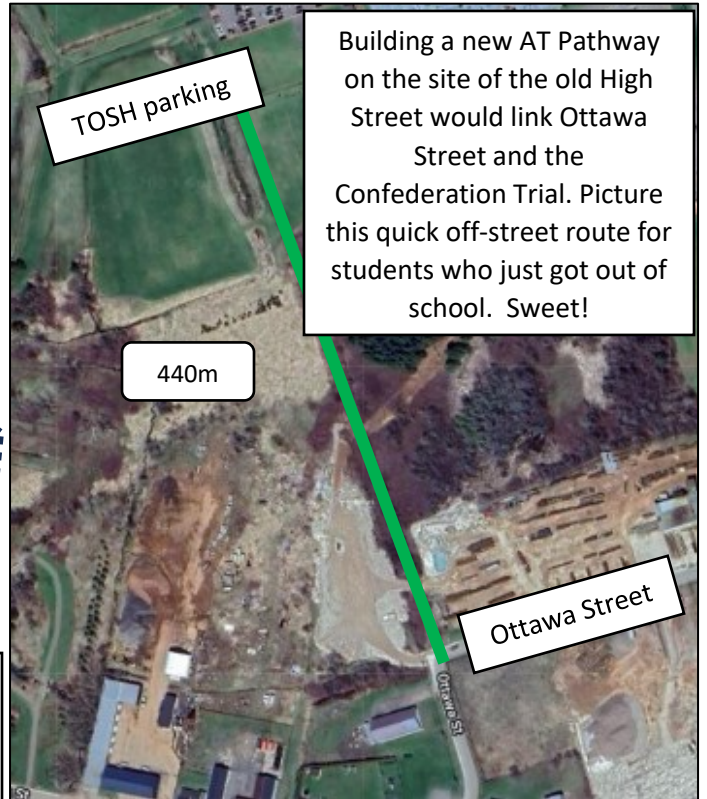 Building a new AT Pathway
on the site of the old High
Street would link Ottawa
Street and the
Confederation Trial. Picture
this quick off-street route for
students who just got out of
school.  Sweet!
TOSH parking
440m
Ottawa Street
Ottawa St
St